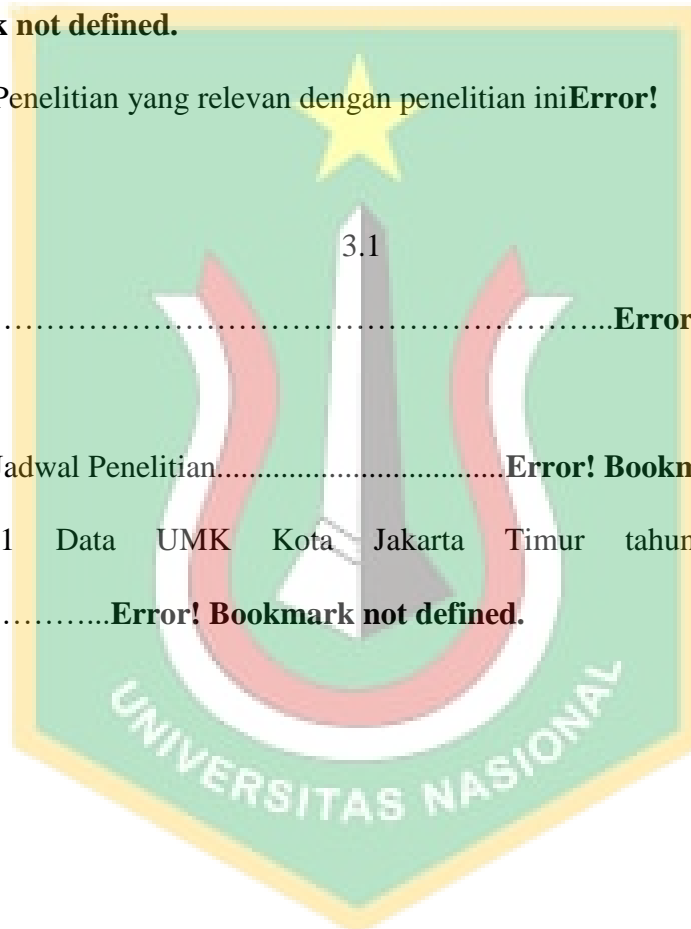 k not defined.
Penelitian yang relevan dengan penelitian iniError!
3.1
……………………………………………………...Error
Jadwal Penelitian....................................Error! Bookm
1 Data UMK Kota Jakarta Timur tahun
………...Error! Bookmark not defined.
UNIVERSITAS NASIONAL